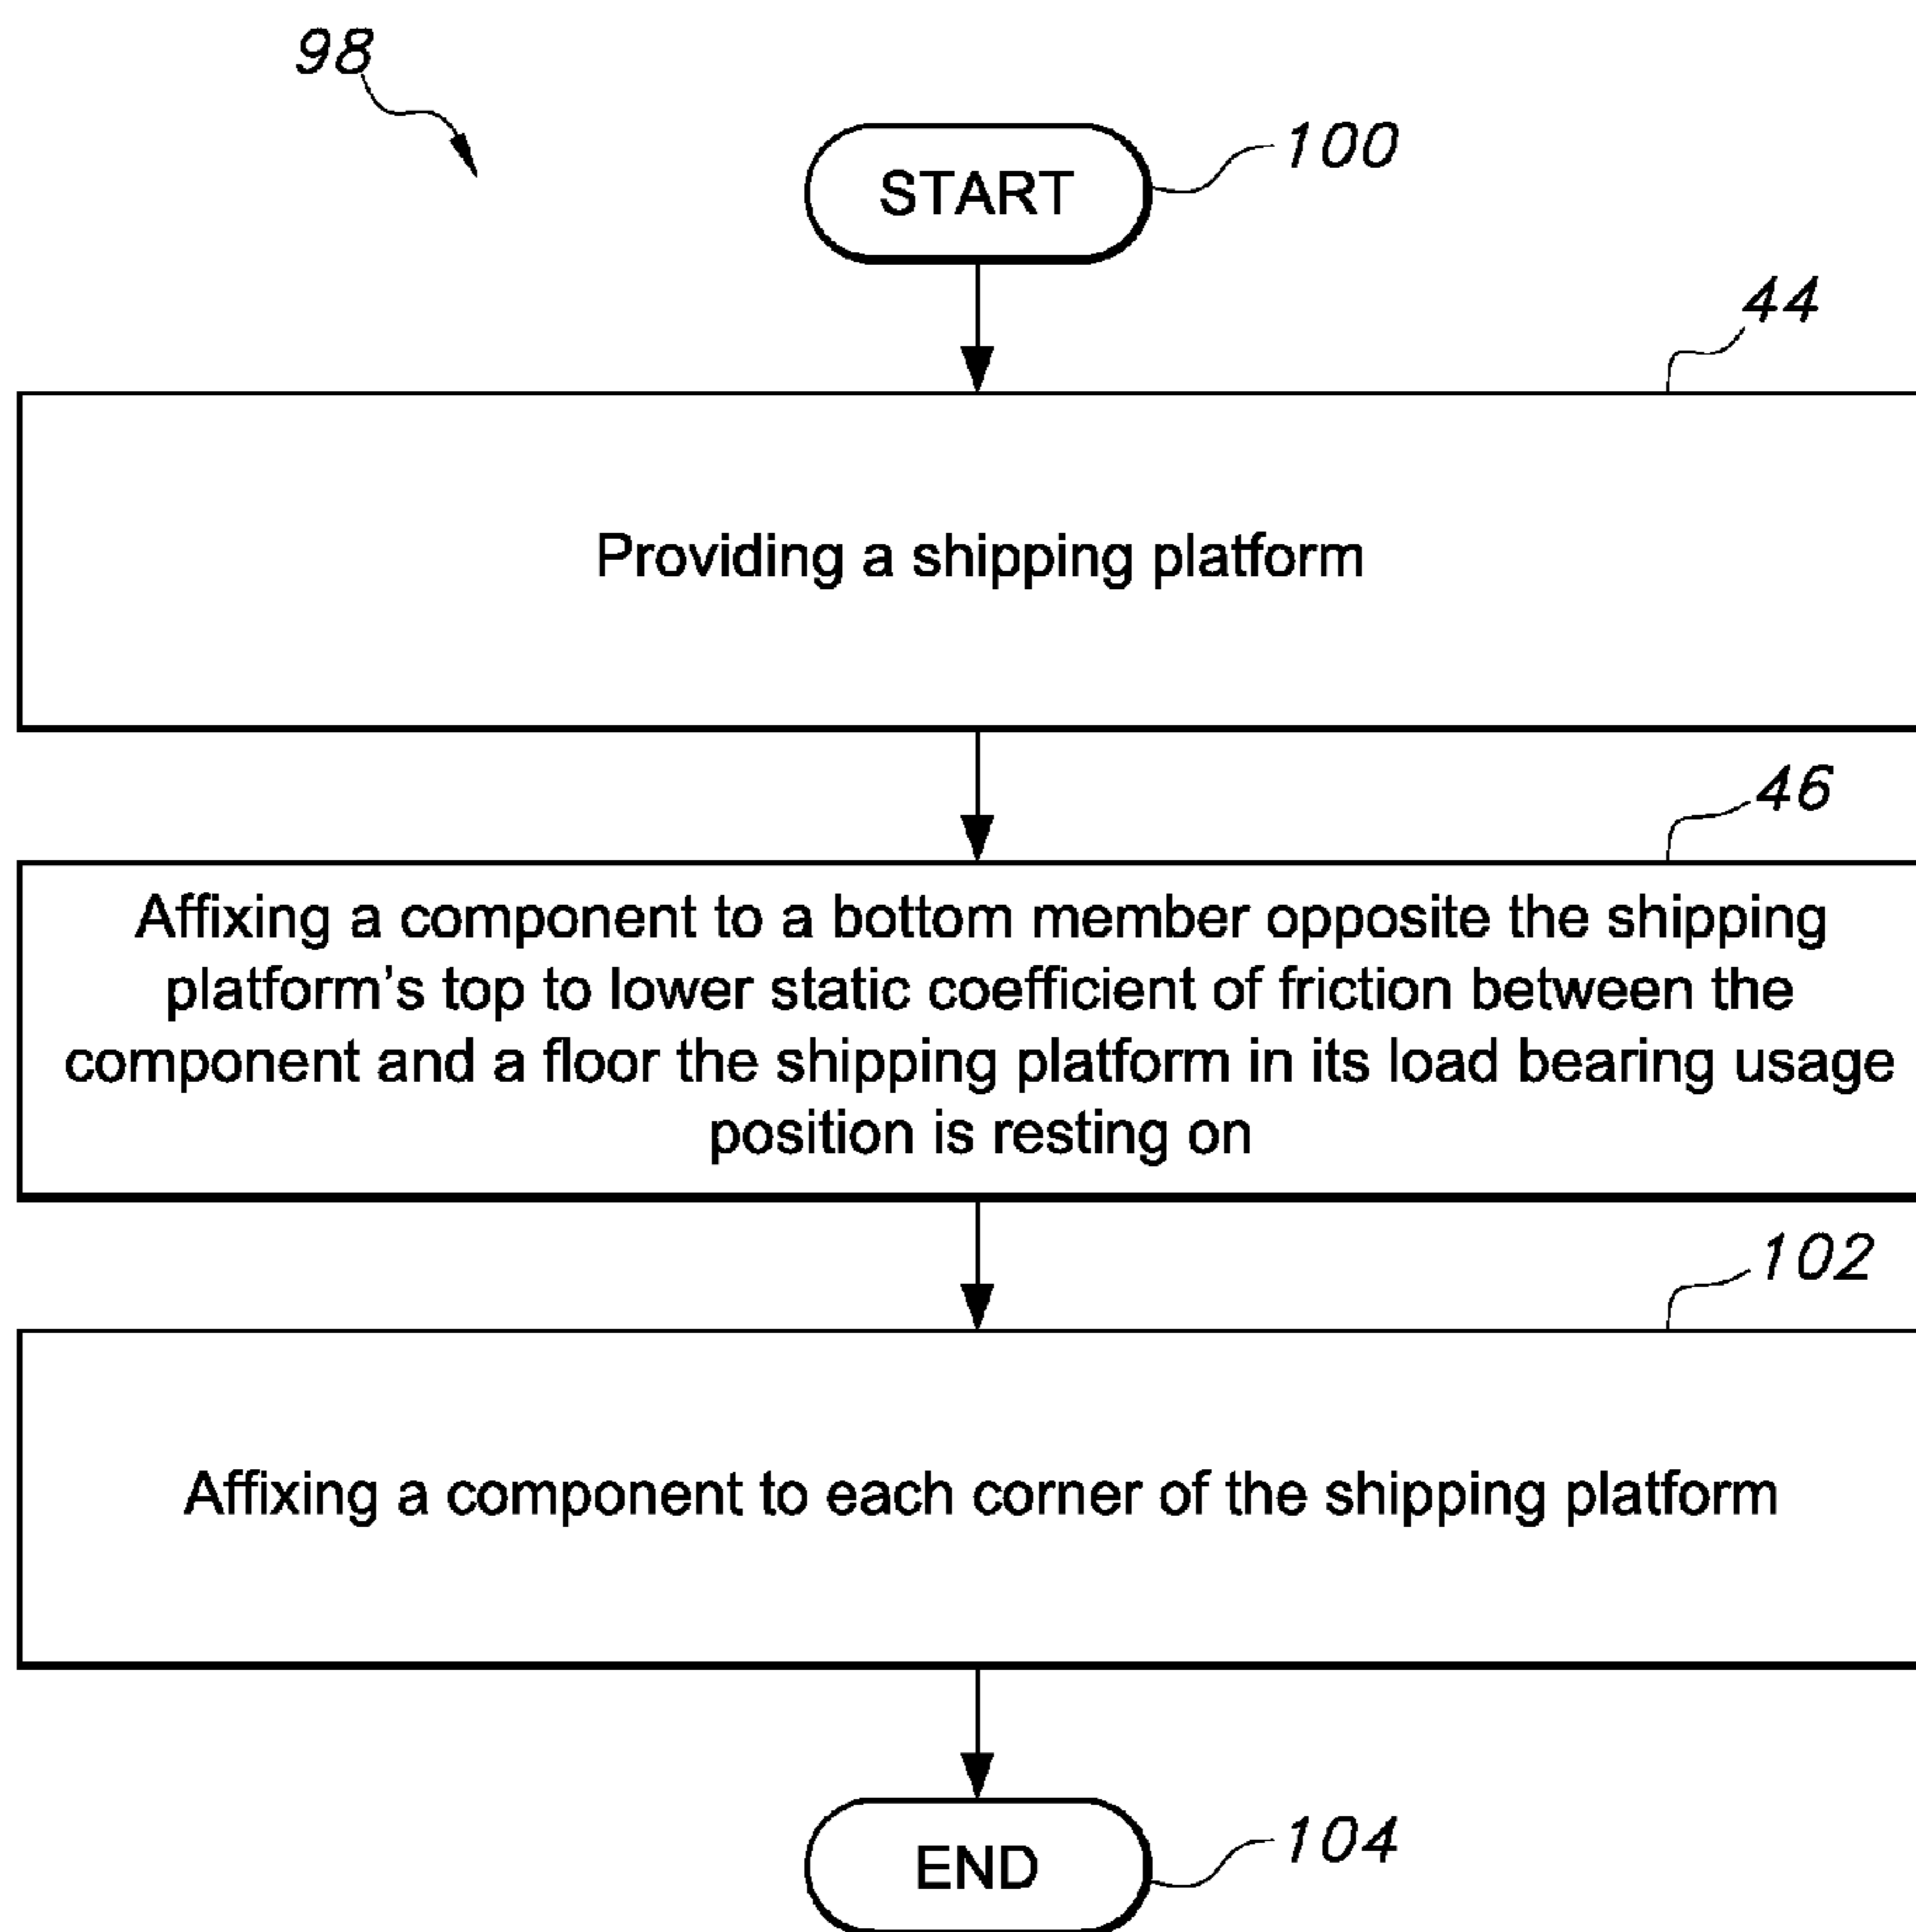 98
100
START
44
Providing a shipping platform
46
Affixing a component to a bottom member opposite the shipping
platform's top to lower static coefficient of friction between the
component and a floor the shipping platform in its load bearing usage
position is resting on
102
Affixing a component to each corner of the shipping platform
END
104